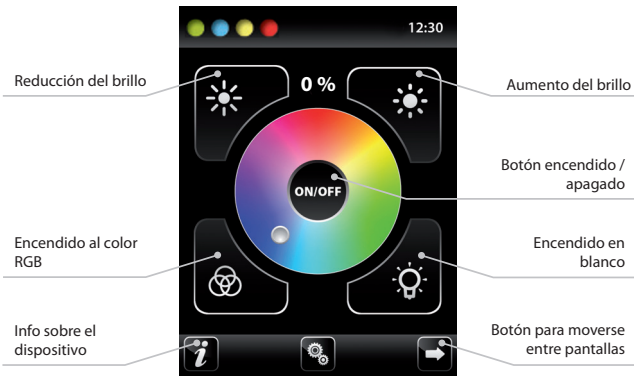 12:30
Reducción del brillo
0 %
Aumento del brillo
Botón encendido /
apagado
ON/OFF
Encendido al color
RGB
Encendido en
blanco
Info sobre el
dispositivo
i
Botón para moverse
entre pantallas